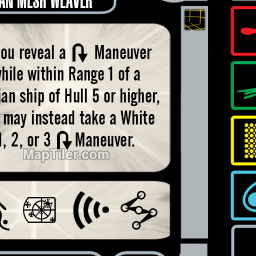 AN MESH WEAVER
ou reveal a Maneuver
while within Range 1 of a
ian ship of Hull 5 or higher,
may instead take a White
1, 2, or 3 Maneuver.
MapTiler.com